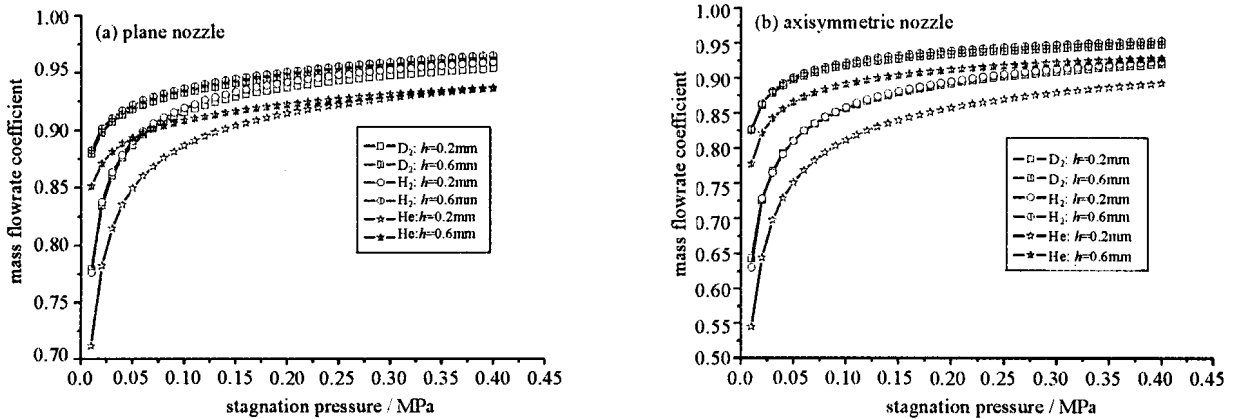 (a) plane nozzle
mass flowrate coefficient
1.00
0.95
0.90
0.85
0.80
0.75
0.70
D₂: h=0.2mm
D₂: h=0.6mm
H₂: h=0.2mm
H₂: h=0.6mm
He:h=0.2mm
He:h=0.6mm
0.0 0.05 0.10 0.15 0.20 0.25 0.30 0.35 0.40 0.45
stagnation pressure / MPa
(b) axisymmetric nozzle
mass flowrate coefficient
1.00
0.95
0.90
0.85
0.80
0.75
0.70
0.65
0.60
0.55
0.50
D₂: h=0.2mm
D₂: h=0.6mm
H₂: h=0.2mm
H₂: h=0.6mm
He: h=0.2mm
He: h=0.6mm
0.0 0.05 0.10 0.15 0.20 0.25 0.30 0.35 0.40 0.45
stagnation pressure / MPa